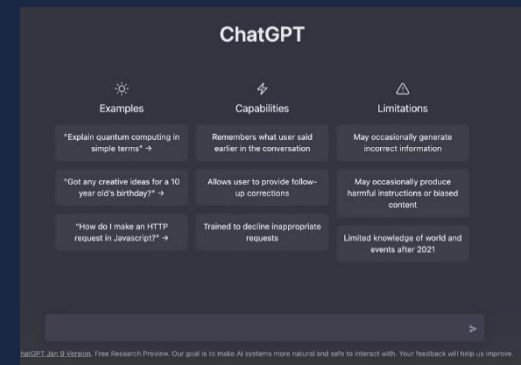 ChatGPT
Examples
Capabilities
Limitations
"Explain quantum computing in
simple terms" →
Remembers what user said
earlier in the conversation
May occasionally generate
incorrect information
"Got any creative ideas for a 10
year old's birthday?" →
Allows user to provide follow-
up corrections
May occasionally produce
harmful instructions or biased
content
"How do I make an HTTP
request in Javascript?" →
Trained to decline inappropriate
requests
Limited knowledge of world and
events after 2021
hatGPT Jan 9 Version. Free Research Preview. Our goal is to make AI systems more natural and safe to interact with. Your feedback will help us improve.